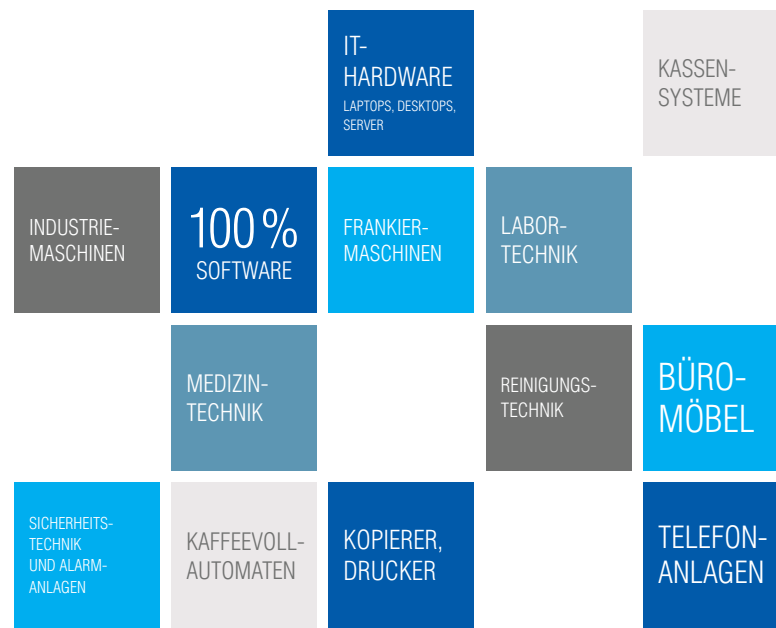 IT-
HARDWARE
LAPTOPS, DESKTOPS,
SERVER
KASSEN-
SYSTEME
INDUSTRIE-
MASCHINEN
100 %
SOFTWARE
FRANKIER-
MASCHINEN
LABOR-
TECHNIK
MEDIZIN-
TECHNIK
REINIGUNGS-
TECHNIK
BÜRO-
MÖBEL
SICHERHEITS-
TECHNIK
UND ALARM-
ANLAGEN
KAFFEEVOLL-
AUTOMATEN
KOPIERER,
DRUCKER
TELEFON-
ANLAGEN